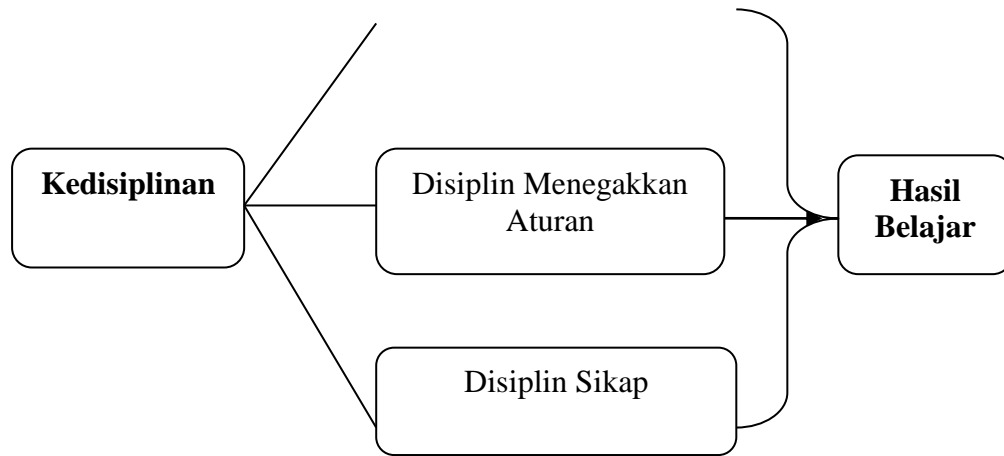 Kedisiplinan
Disiplin Menegakkan
Aturan
Disiplin Sikap
Hasil
Belajar